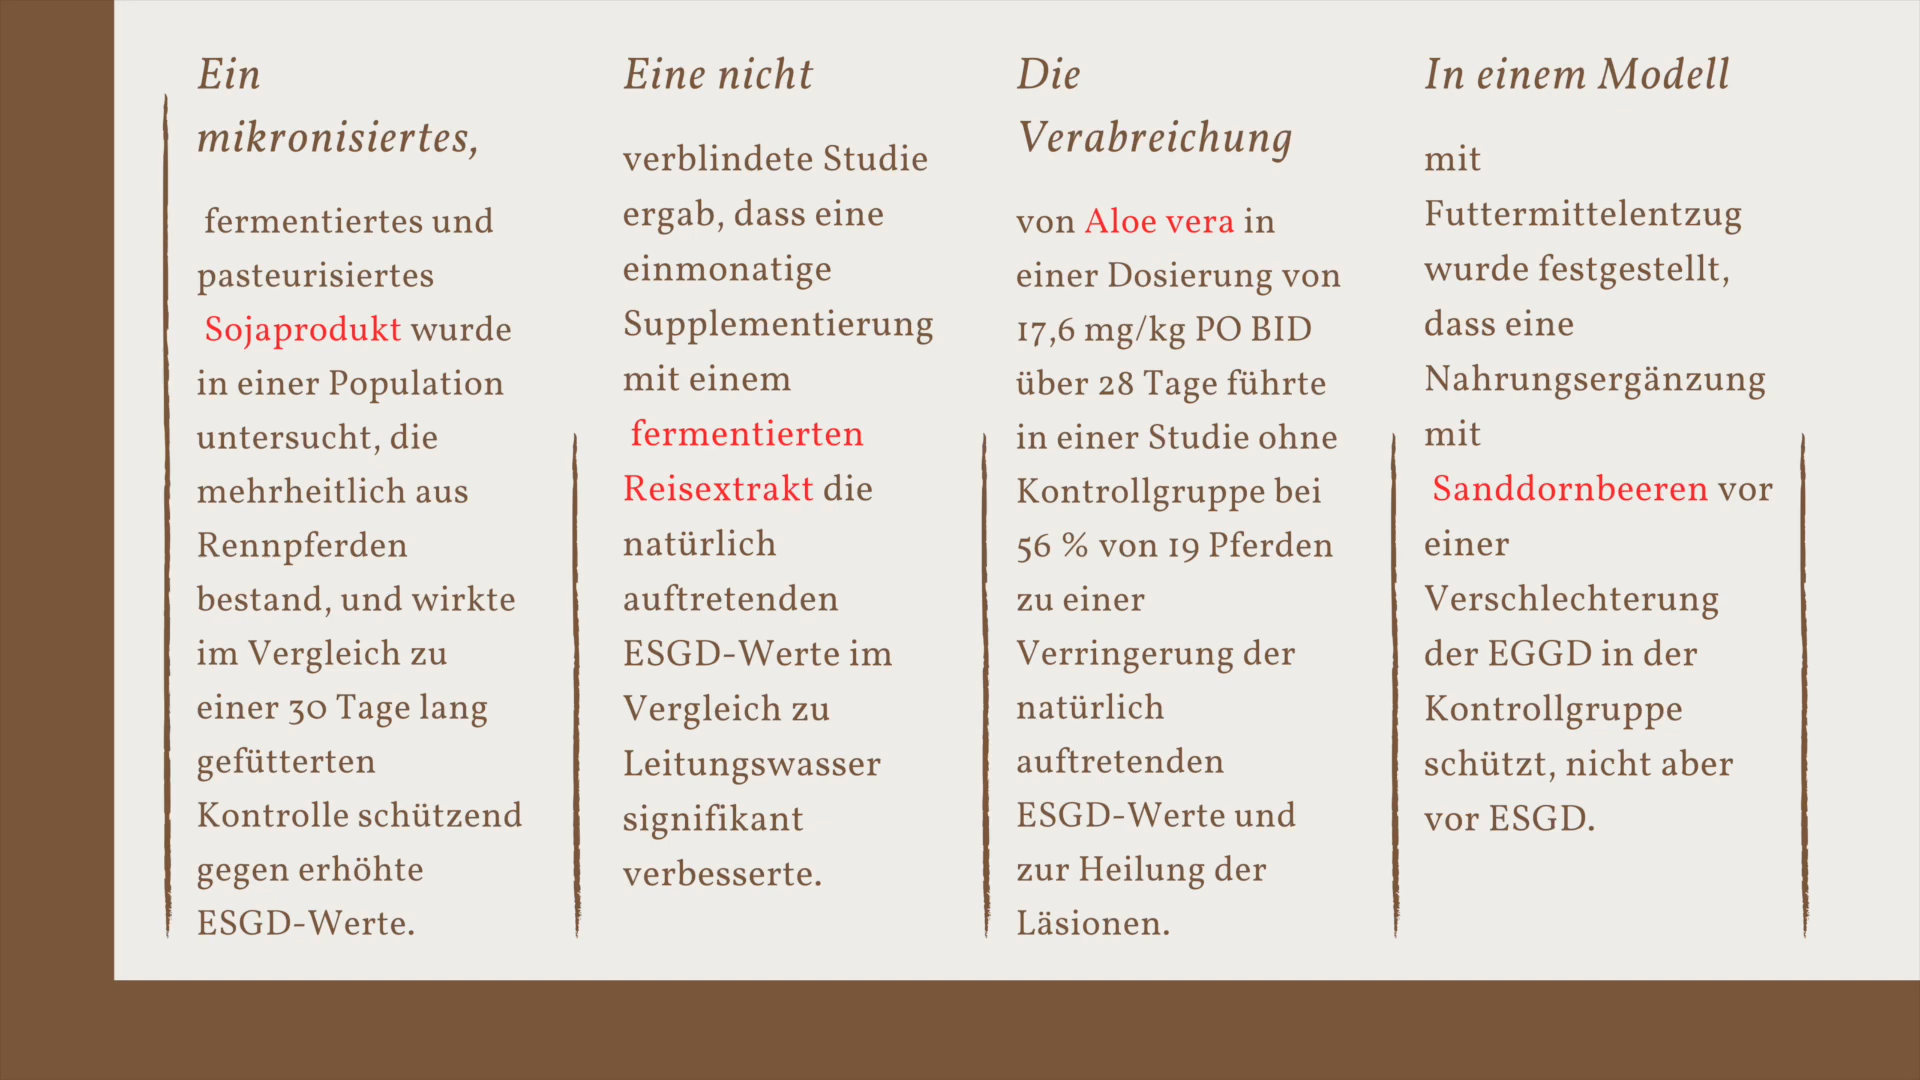 Ein
mikronisiertes,
fermentiertes und
pasteurisiertes
Sojaprodukt wurde
in einer Population
untersucht, die
mehrheitlich aus
Rennpferden
bestand, und wirkte
im Vergleich zu
einer 30 Tage lang
gefütterten
Kontrolle schützend
gegen erhöhte
ESGD-Werte.
Eine nicht
verblindete Studie
ergab, dass eine
einmonatige
Supplementierung
mit einem
fermentierten
Reisextrakt die
natürlich
auftretenden
ESGD-Werte im
Vergleich zu
Leitungswasser
signifikant
verbesserte.
Die
Verabreichung
von Aloe vera in
einer Dosierung von
17,6 mg/kg PO BID
über 28 Tage führte
in einer Studie ohne
Kontrollgruppe bei
56 % von 19 Pferden
zu einer
Verringerung der
natürlich
auftretenden
ESGD-Werte und
zur Heilung der
Läsionen.
In einem Modell
mit
Futtermittelentzug
wurde festgestellt,
dass eine
Nahrungsergänzung
mit
Sanddornbeeren vor
einer
Verschlechterung
der EGGD in der
Kontrollgruppe
schützt, nicht aber
vor ESGD.